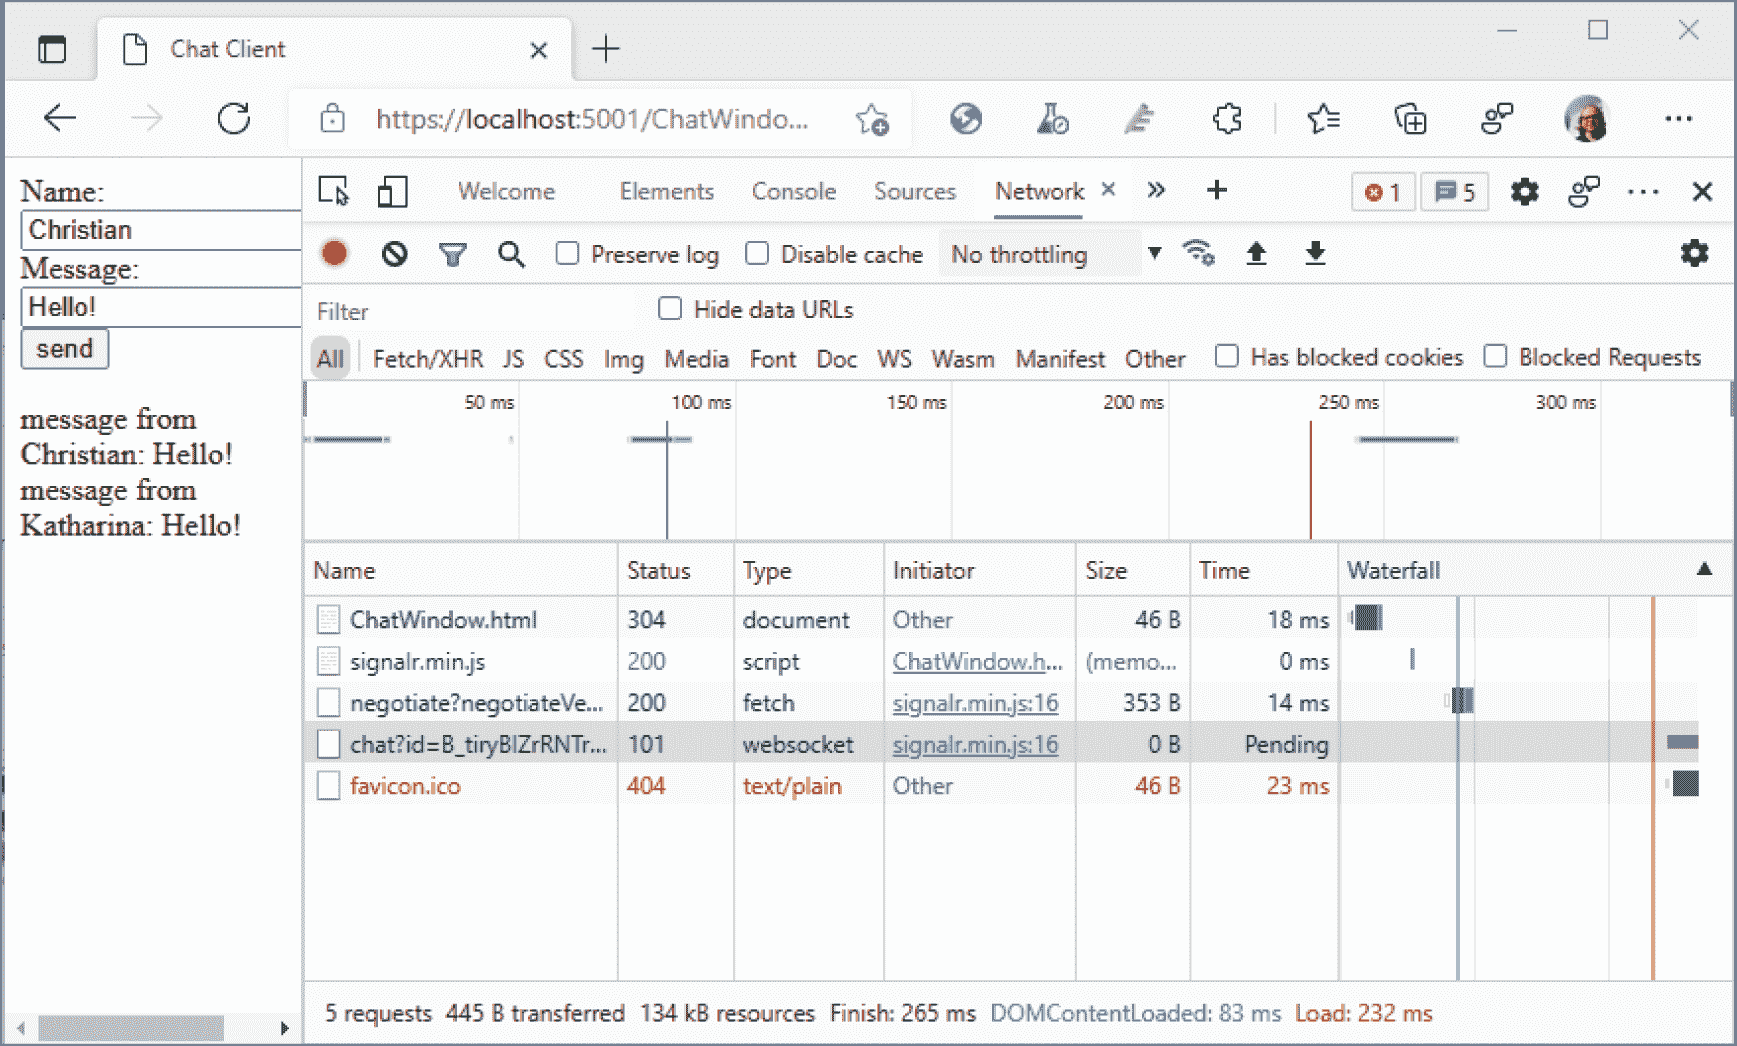 Chat Client
https://localhost:5001/ChatWindo...
Name:
Christian
Message:
Hello!
send
message from
Christian: Hello!
message from
Katharina: Hello!
Welcome Elements Console Sources Network 1 5
Preserve log Disable cache No throttling
Filter Hide data URLs
All Fetch/XHR JS CSS Img Media Font Doc WS Wasm Manifest Other Has blocked cookies Blocked Requests
50 ms 100 ms 150 ms 200 ms 250 ms 300 ms
Name Status Type Initiator Size Time Waterfall
ChatWindow.html 304 document Other 46 B 18 ms
signalr.min.js 200 script ChatWindow.h... (memo... 0 ms
negotiate?negotiateVe... 200 fetch signalr.min.js:16 353 B 14 ms
chat?id=B_tiryBlZrRNTr... 101 websocket signalr.min.js:16 0 B Pending
favicon.ico 404 text/plain Other 46 B 23 ms
5 requests 445 B transferred 134 kB resources Finish: 265 ms DOMContentLoaded: 83 ms Load: 232 ms